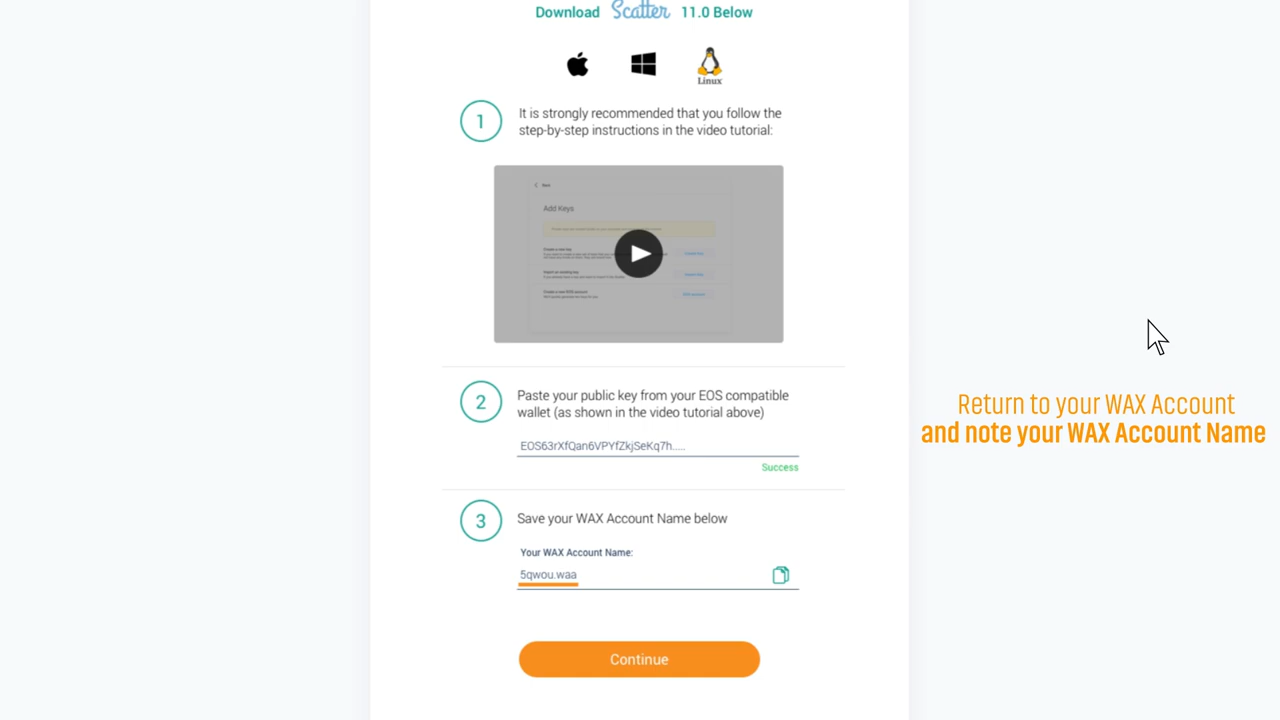 Download Scatter 11.0 Below
Linux
1
It is strongly recommended that you follow the
step-by-step instructions in the video tutorial:
Back
Add Keys
2
Paste your public key from your EOS compatible
wallet (as shown in the video tutorial above)
EOS63rXfQan6VPYfZkjSeKq7h.....
Success
3
Save your WAX Account Name below
Your WAX Account Name:
5qwou.waa
Continue
Return to your WAX Account
and note your WAX Account Name